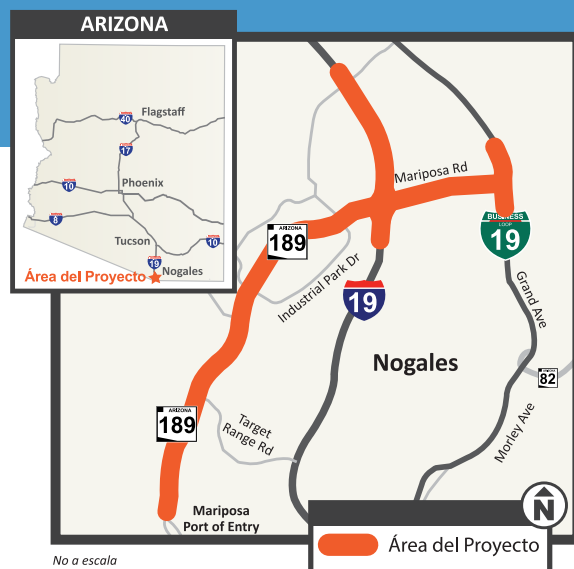 ARIZONA
40
Flagstaff
17
10
Phoenix
8
Tucson
10
19
Nogales
Área del Proyecto
Mariposa Rd
ARIZONA
189
BUSINESS
LOOP
19
Industrial Park Dr
19
Grand Ave
Nogales
82
ARIZONA
189
Target
Range Rd
Morley Ave
Mariposa
Port of Entry
N
Área del Proyecto
No a escala